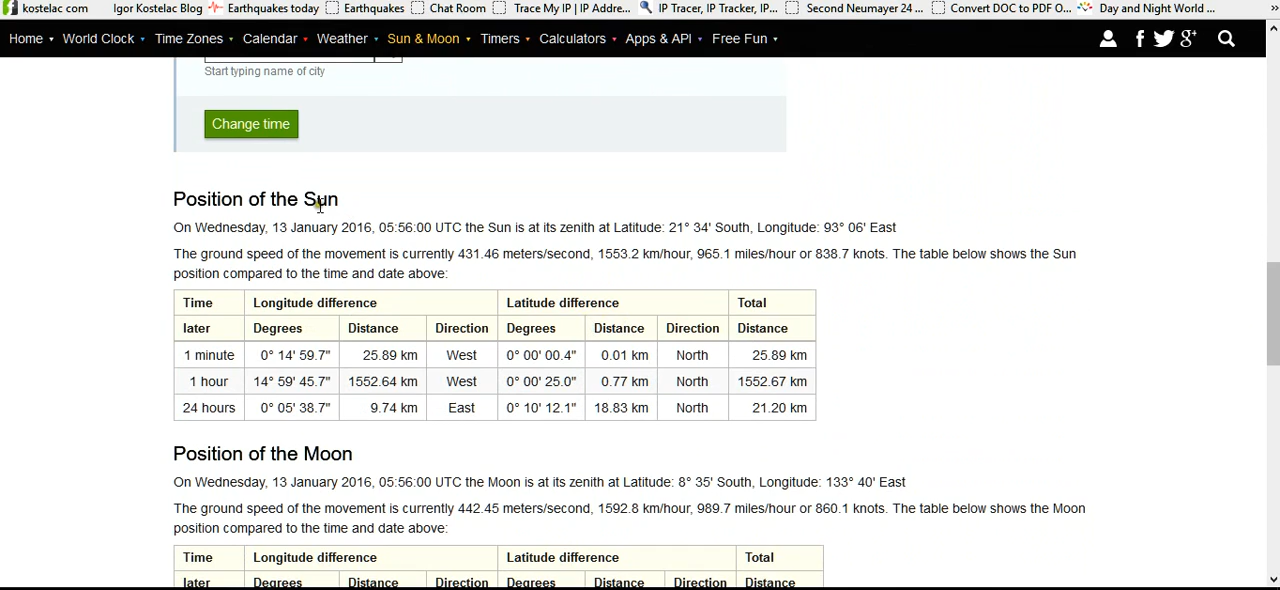 kostelac com Igor Kostelac Blog Earthquakes today Earthquakes Chat Room Trace My IP | IP Addre... IP Tracer, IP Tracker, IP... Second Neumayer 24 ... Convert DOC to PDF O... Day and Night World ... »
Home World Clock Time Zones Calendar Weather Sun & Moon Timers Calculators Apps & API Free Fun f g+
Start typing name of city
Change time
Position of the Sun
On Wednesday, 13 January 2016, 05:56:00 UTC the Sun is at its zenith at Latitude: 21° 34' South, Longitude: 93° 06' East
The ground speed of the movement is currently 431.46 meters/second, 1553.2 km/hour, 965.1 miles/hour or 838.7 knots. The table below shows the Sun
position compared to the time and date above:
Time Longitude difference Latitude difference Total
later Degrees Distance Direction Degrees Distance Direction Distance
1 minute 0° 14' 59.7" 25.89 km West 0° 00' 00.4" 0.01 km North 25.89 km
1 hour 14° 59' 45.7" 1552.64 km West 0° 00' 25.0" 0.77 km North 1552.67 km
24 hours 0° 05' 38.7" 9.74 km East 0° 10' 12.1" 18.83 km North 21.20 km
Position of the Moon
On Wednesday, 13 January 2016, 05:56:00 UTC the Moon is at its zenith at Latitude: 8° 35' South, Longitude: 133° 40' East
The ground speed of the movement is currently 442.45 meters/second, 1592.8 km/hour, 989.7 miles/hour or 860.1 knots. The table below shows the Moon
position compared to the time and date above:
Time Longitude difference Latitude difference Total
later Degrees Distance Direction Degrees Distance Direction Distance